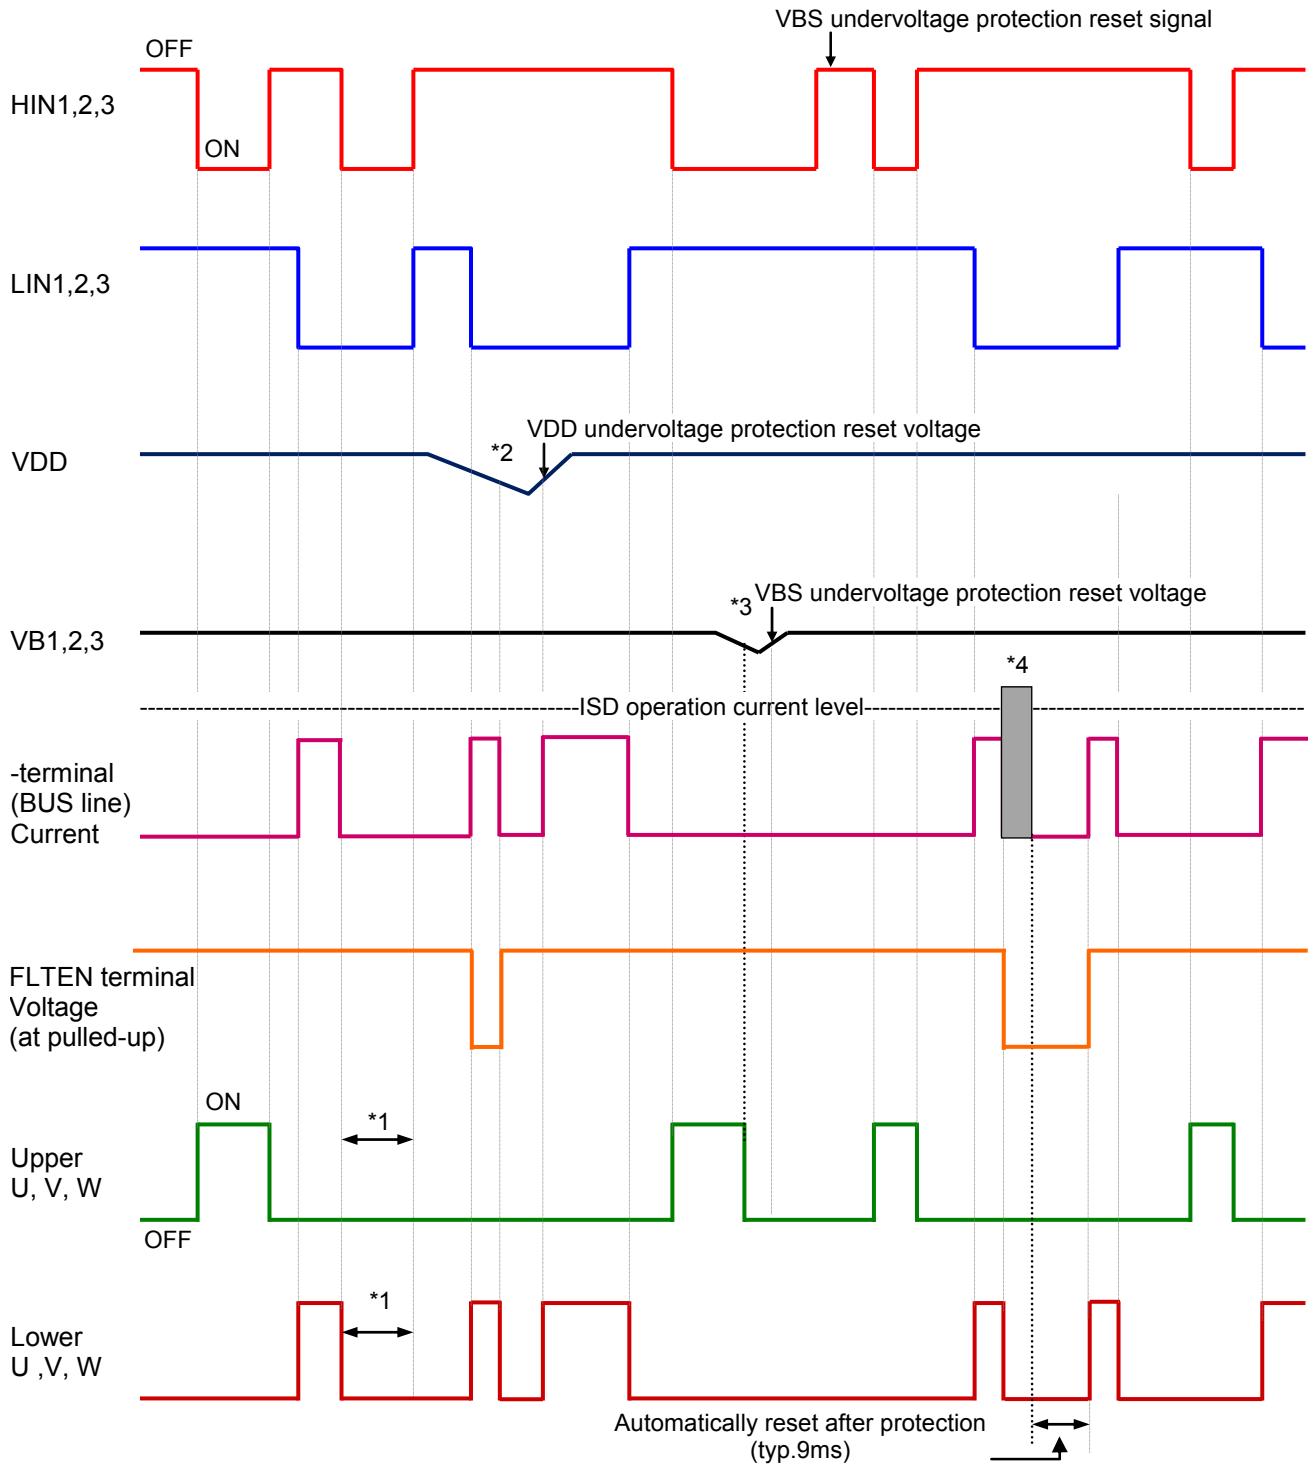 VBS undervoltage protection reset signal
OFF
HIN1,2,3
ON
LIN1,2,3
VDD undervoltage protection reset voltage
*2
VDD
VBS undervoltage protection reset voltage
*3
VB1,2,3
*4
ISD operation current level
-terminal
(BUS line)
Current
FLTEN terminal
Voltage
(at pulled-up)
ON
*1
Upper
U, V, W
OFF
*1
Lower
U ,V, W
Automatically reset after protection
(typ.9ms)